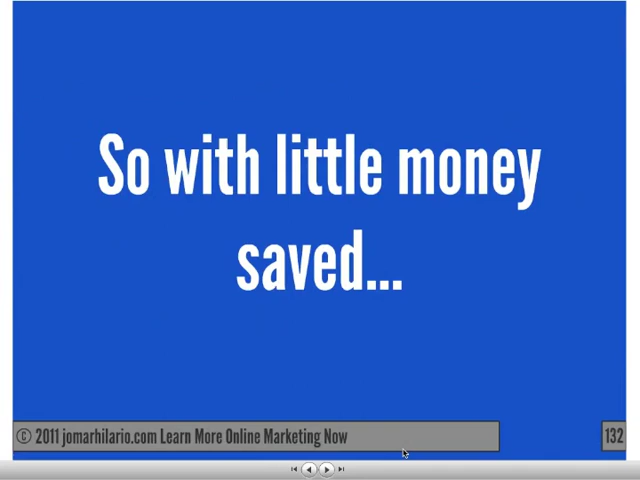 So with little money
saved...
© 2011 jomarhilario.com Learn More Online Marketing Now
132